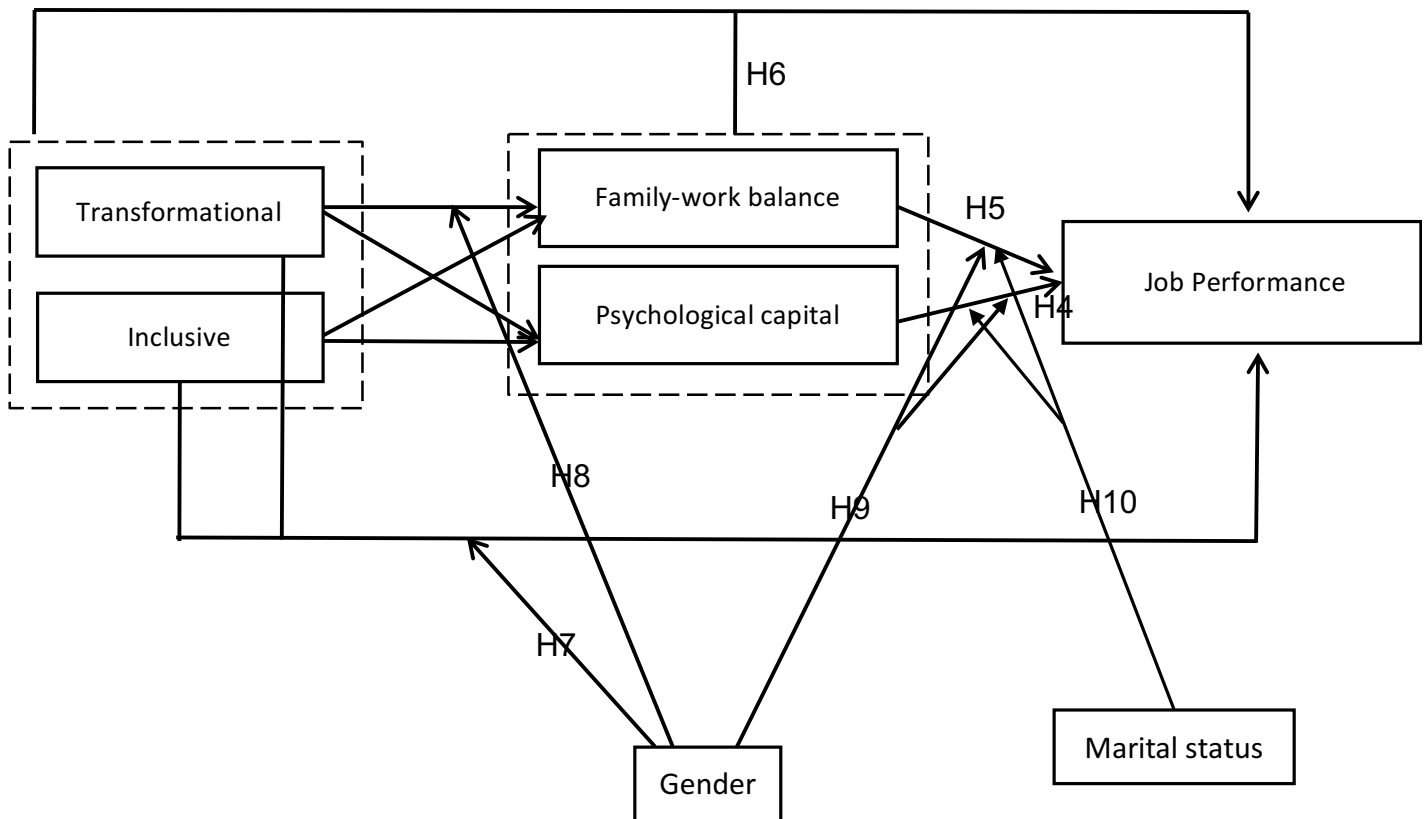 H6
Transformational
Family-work balance
H5
Inclusive
Psychological capital
H4
Job Performance
H8
H9
H10
H7
Gender
Marital status